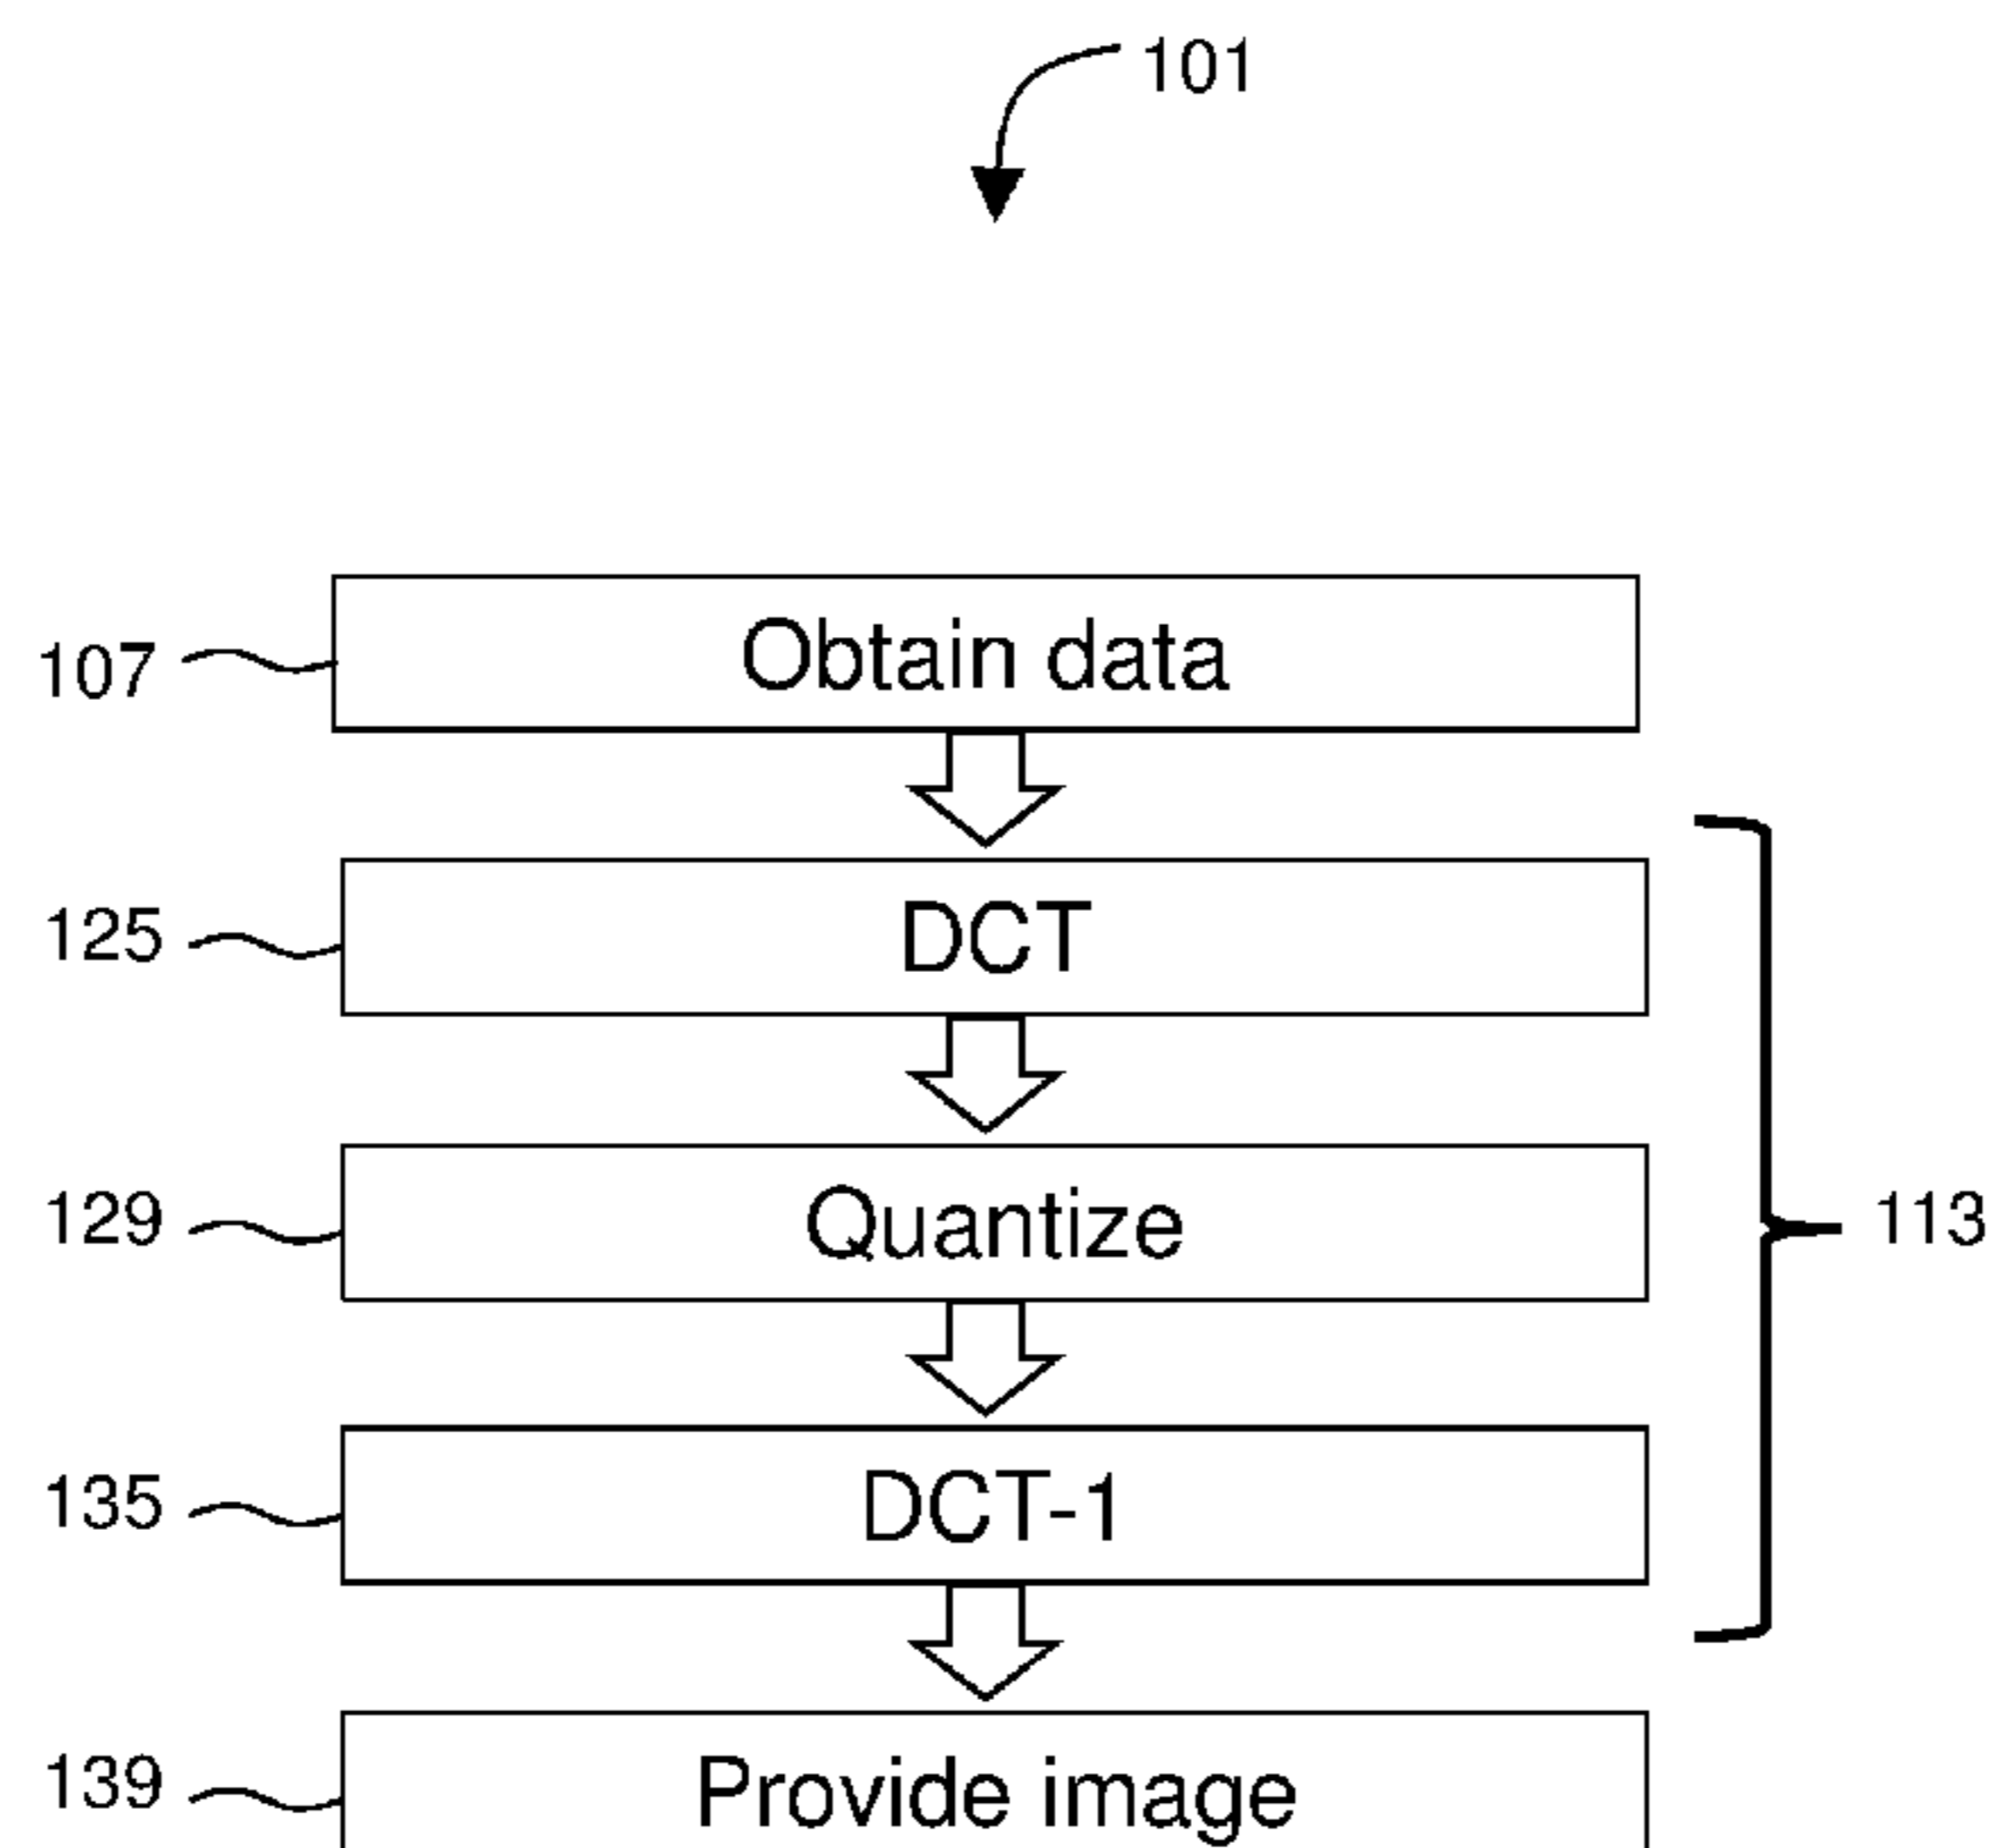 101
107 Obtain data
125 DCT
129 Quantize
113
135 DCT-1
139 Provide image